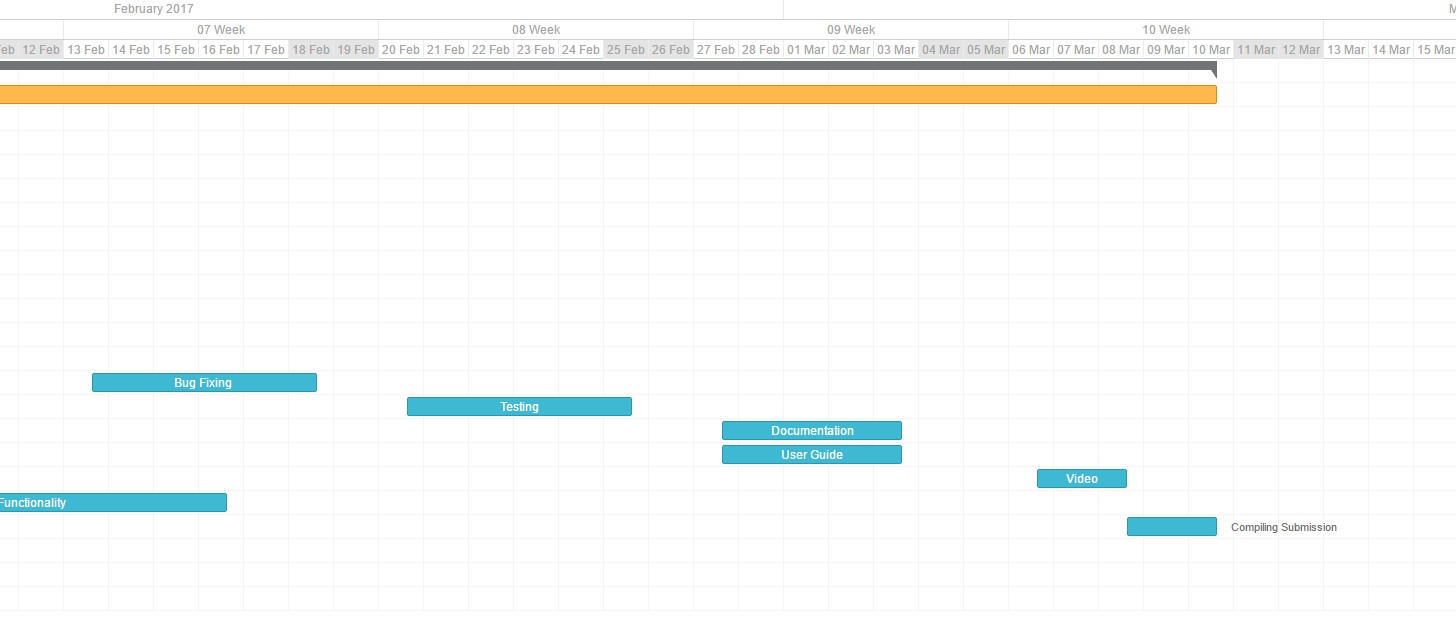 February 2017
07 Week 08 Week 09 Week 10 Week
12 Feb 13 Feb 14 Feb 15 Feb 16 Feb 17 Feb 18 Feb 19 Feb 20 Feb 21 Feb 22 Feb 23 Feb 24 Feb 25 Feb 26 Feb 27 Feb 28 Feb 01 Mar 02 Mar 03 Mar 04 Mar 05 Mar 06 Mar 07 Mar 08 Mar 09 Mar 10 Mar 11 Mar 12 Mar 13 Mar 14 Mar 15 Mar
Bug Fixing
Testing
Documentation
User Guide
Video
Functionality
Compiling Submission